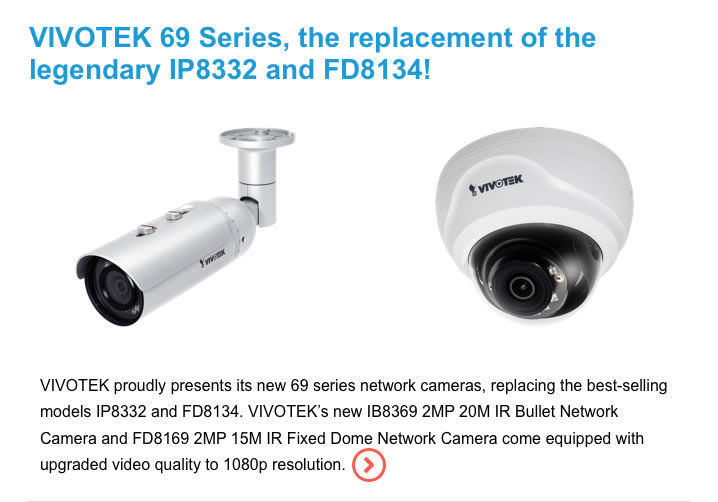 VIVOTEK 69 Series, the replacement of the
legendary IP8332 and FD8134!
VIVOTEK
VIVOTEK
VIVOTEK proudly presents its new 69 series network cameras, replacing the best-selling
models IP8332 and FD8134. VIVOTEK’s new IB8369 2MP 20M IR Bullet Network
Camera and FD8169 2MP 15M IR Fixed Dome Network Camera come equipped with
upgraded video quality to 1080p resolution.